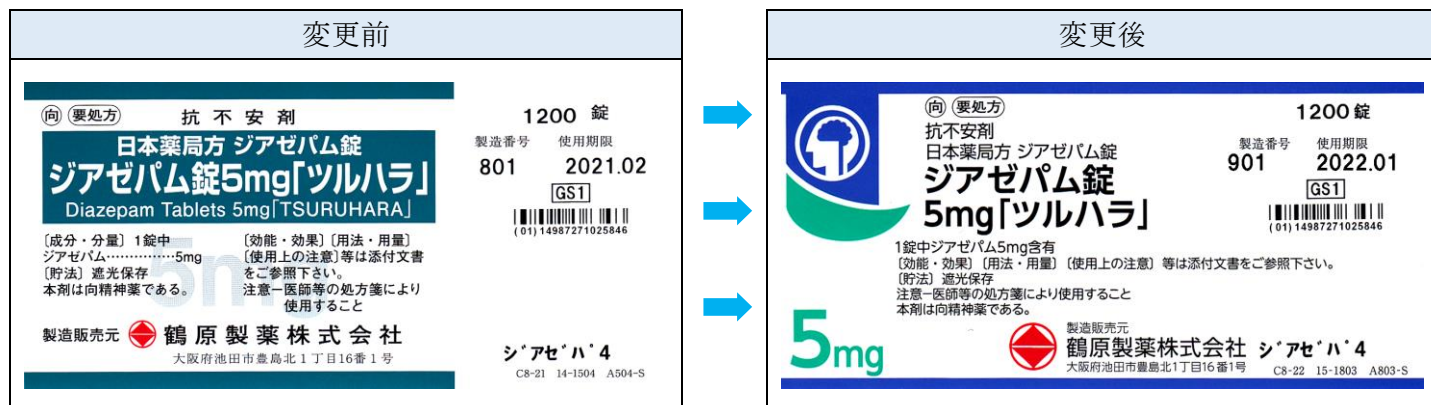 変更前
向 要処方 抗不安剤
日本薬局方 ジアゼパム錠
ジアゼパム錠5mg「ツルハラ」
Diazepam Tablets 5mg「TSURUHARA」
〔成分・分量〕1錠中
ジアゼパム……………5mg
〔貯法〕遮光保存
本剤は向精神薬である。
〔効能・効果〕〔用法・用量〕
〔使用上の注意〕等は添付文書
をご参照下さい。
注意ー医師等の処方箋により
使用すること
5mg
製造販売元 鶴原製薬株式会社
大阪府池田市豊島北1丁目16番1号
1200 錠
製造番号 使用期限
801 2021.02
GS1
(01)14987271025846
ジアゼパ4
C8-21 14-1504 A504-S
変更後
向 要処方
抗不安剤
日本薬局方 ジアゼパム錠
ジアゼパム錠
5mg「ツルハラ」
1錠中ジアゼパム5mg含有
〔効能・効果〕〔用法・用量〕〔使用上の注意〕等は添付文書をご参照下さい。
〔貯法〕遮光保存
注意ー医師等の処方箋により使用すること
本剤は向精神薬である。
5mg
製造販売元
鶴原製薬株式会社
大阪府池田市豊島北1丁目16番1号
1200錠
製造番号 使用期限
901 2022.01
GS1
(01)14987271025846
ジアゼパ4
C8-22 15-1803 A803-S